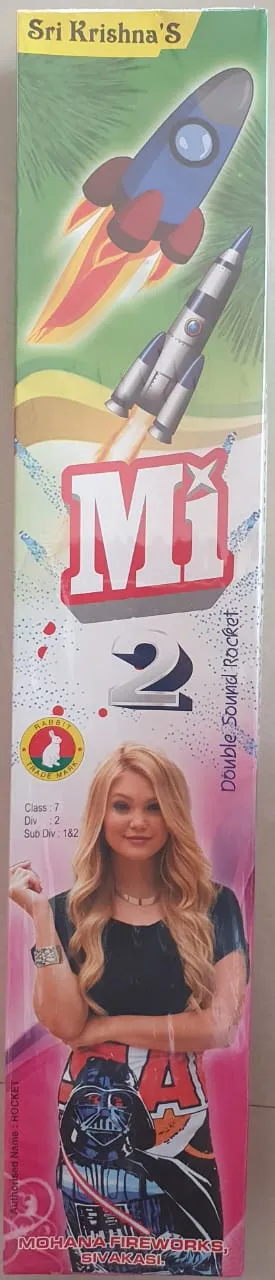 Sri Krishna'S
Mi
2
Double Sound Rocket
RABBIT
TRADE MARK
Class : 7
Div : 2
Sub Div : 1&2
Authorised Name : ROCKET
MOHANA FIREWORKS,
SIVAKASI.